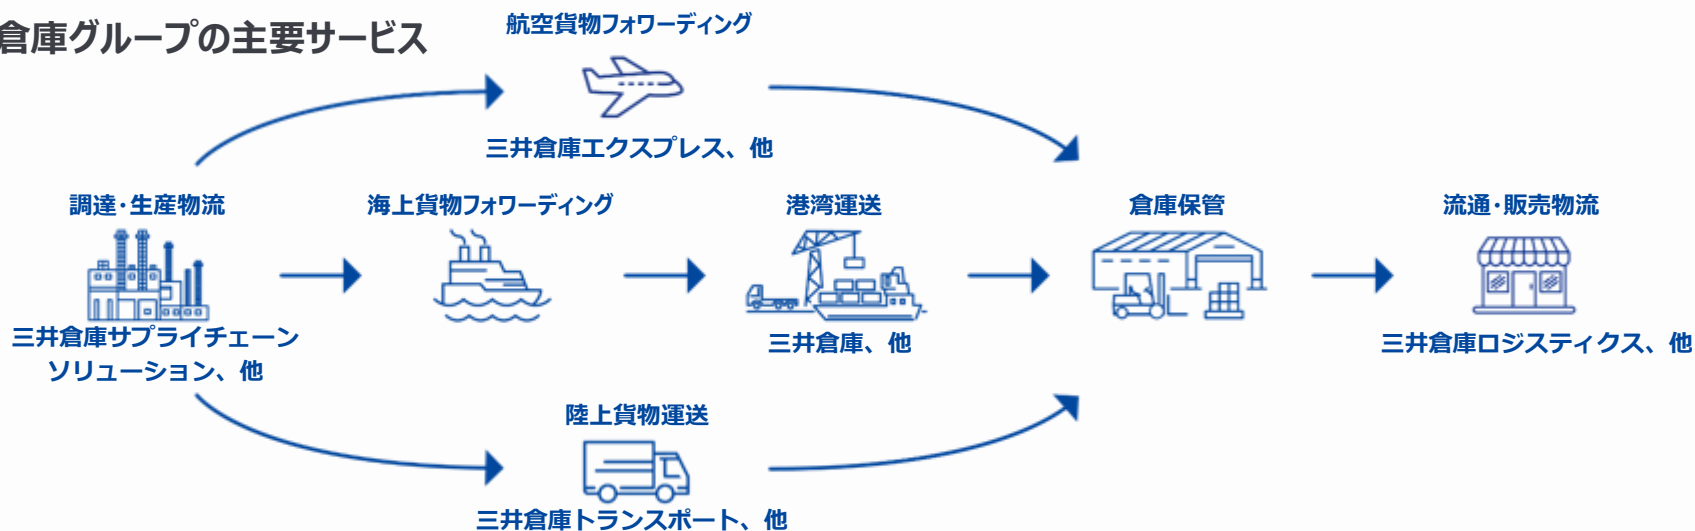 倉庫グループの主要サービス
航空貨物フォワーディング
三井倉庫エクスプレス、他
調達・生産物流
海上貨物フォワーディング
港湾運送
倉庫保管
流通・販売物流
三井倉庫サプライチェーン
ソリューション、他
三井倉庫、他
三井倉庫ロジスティクス、他
陸上貨物運送
三井倉庫トランスポート、他